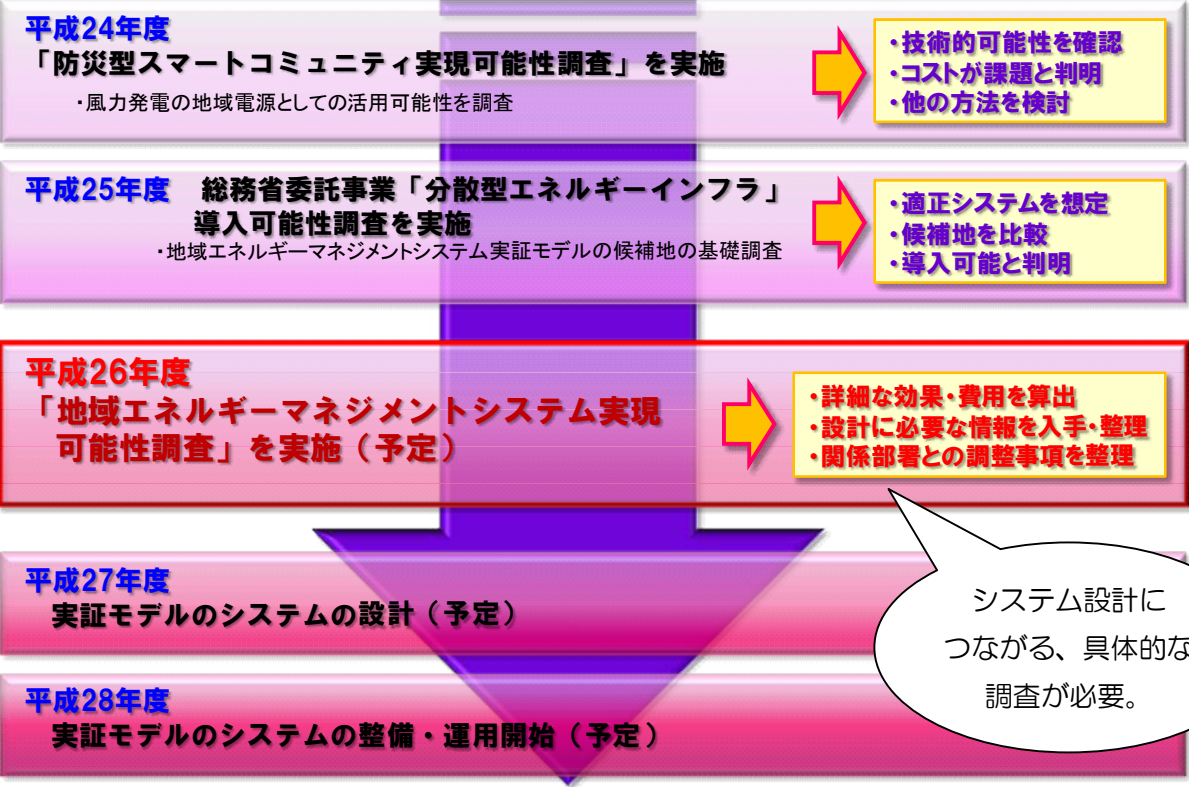 平成24年度
「防災型スマートコミュニティ実現可能性調査」を実施
・風力発電の地域電源としての活用可能性を調査
・技術的可能性を確認
・コストが課題と判明
・他の方法を検討
平成25年度 総務省委託事業「分散型エネルギーインフラ」
導入可能性調査を実施
・地域エネルギーマネジメントシステム実証モデルの候補地の基礎調査
・適正システムを想定
・候補地を比較
・導入可能と判明
平成26年度
「地域エネルギーマネジメントシステム実現
可能性調査」を実施（予定）
・詳細な効果・費用を算出
・設計に必要な情報を入手・整理
・関係部署との調整事項を整理
平成27年度
実証モデルのシステムの設計（予定）
システム設計に
つながる、具体的な
調査が必要。
平成28年度
実証モデルのシステムの整備・運用開始（予定）